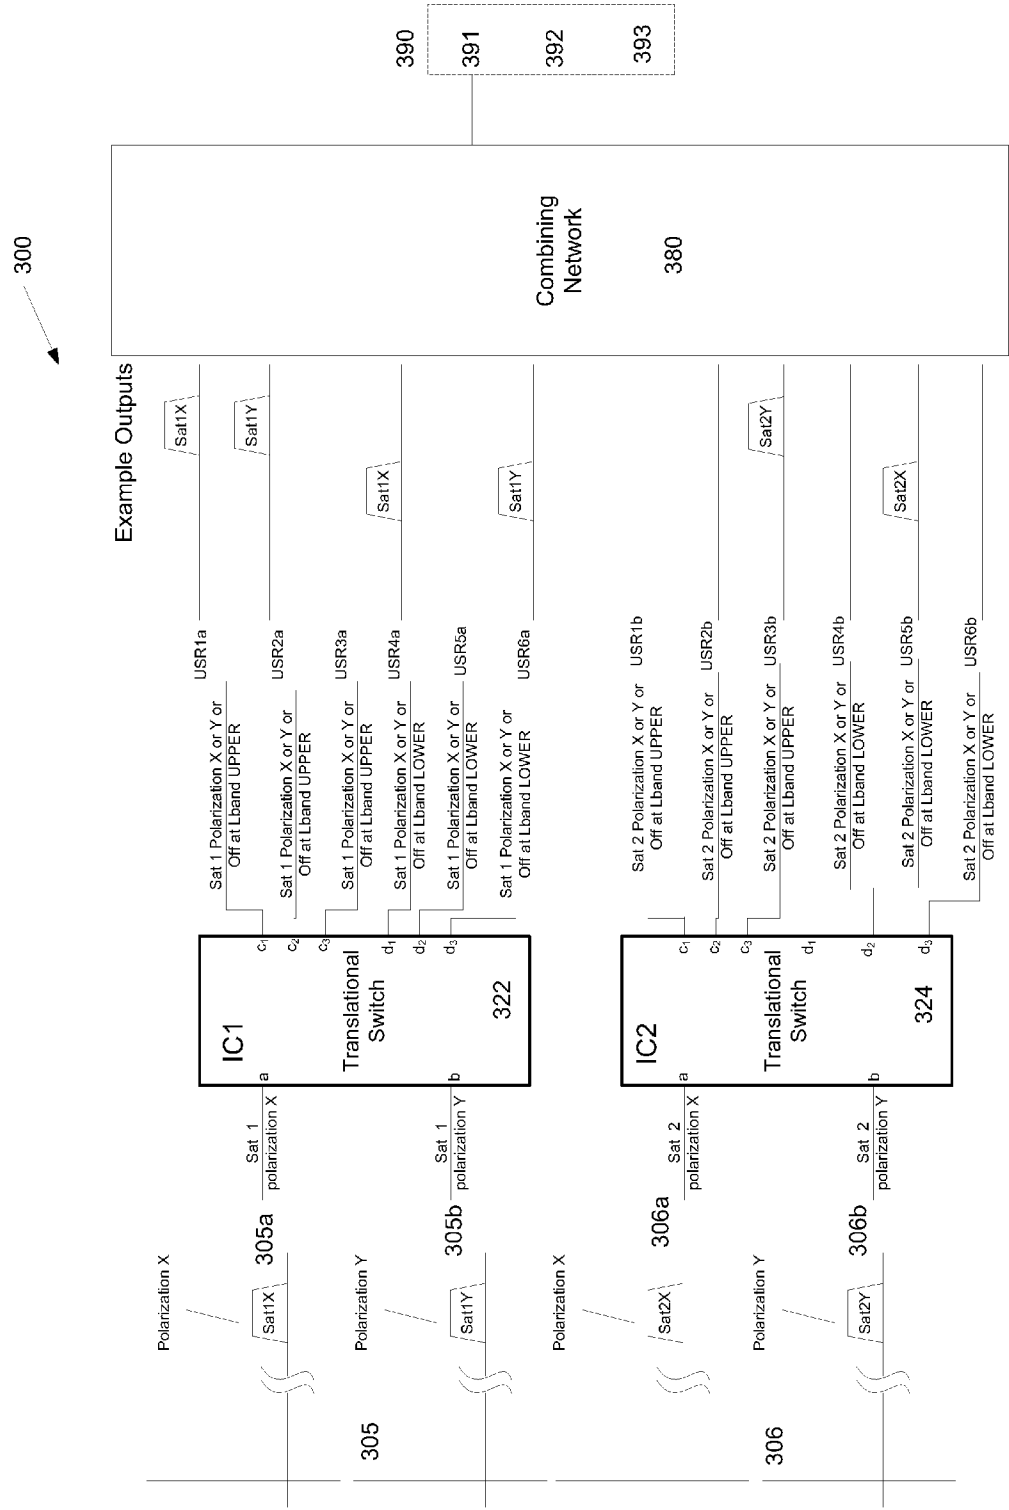 300
305
306
Polarization X
Sat1X
Polarization Y
Sat1Y
Polarization X
Sat2X
Polarization Y
Sat2Y
305a
305b
306a
306b
Sat 1
polarization X
Sat 1
polarization Y
Sat 2
polarization X
Sat 2
polarization Y
IC1
a
b
Translational
Switch
322
c1
c2
c3
d1
d2
d3
IC2
a
b
Translational
Switch
324
c1
c2
c3
d1
d2
d3
Sat 1 Polarization X or Y or
Off at Lband UPPER
USR1a
Sat 1 Polarization X or Y or
Off at Lband UPPER
USR2a
Sat 1 Polarization X or Y or
Off at Lband UPPER
USR3a
Sat 1 Polarization X or Y or
Off at Lband LOWER
USR4a
Sat 1 Polarization X or Y or
Off at Lband LOWER
USR5a
Sat 1 Polarization X or Y or
Off at Lband LOWER
USR6a
Sat 2 Polarization X or Y or
Off at Lband UPPER
USR1b
Sat 2 Polarization X or Y or
Off at Lband UPPER
USR2b
Sat 2 Polarization X or Y or
Off at Lband UPPER
USR3b
Sat 2 Polarization X or Y or
Off at Lband LOWER
USR4b
Sat 2 Polarization X or Y or
Off at Lband LOWER
USR5b
Sat 2 Polarization X or Y or
Off at Lband LOWER
USR6b
Example Outputs
Sat1X
Sat1Y
Sat1X
Sat1Y
Sat2Y
Sat2X
Combining
Network
380
390
391
392
393